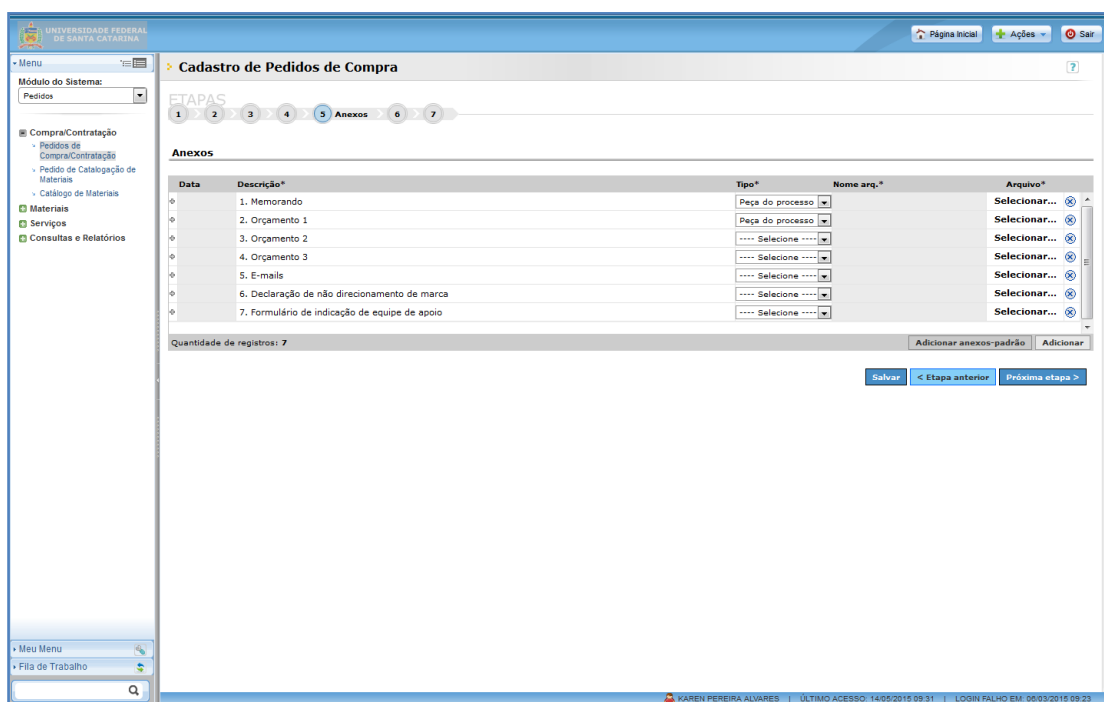 UNIVERSIDADE FEDERAL
DE SANTA CATARINA
Página Inicial
Ações
Sair
Menu
Módulo do Sistema:
Pedidos
Compra/Contratação
Pedidos de
Compra/Contratação
Pedido de Catalogação de
Materiais
Catálogo de Materiais
Materiais
Serviços
Consultas e Relatórios
Cadastro de Pedidos de Compra
?
ETAPAS
1 2 3 4 5 Anexos 6 7
Anexos
Data Descrição* Tipo* Nome arq.* Arquivo*
1. Memorando Peça do processo Selecionar...
2. Orçamento 1 Peça do processo Selecionar...
3. Orçamento 2 ---- Selecione ---- Selecionar...
4. Orçamento 3 ---- Selecione ---- Selecionar...
5. E-mails ---- Selecione ---- Selecionar...
6. Declaração de não direcionamento de marca ---- Selecione ---- Selecionar...
7. Formulário de indicação de equipe de apoio ---- Selecione ---- Selecionar...
Quantidade de registros: 7 Adicionar anexos-padrão Adicionar
Salvar < Etapa anterior Próxima etapa >
Meu Menu
Fila de Trabalho
KAREN PEREIRA ALVARES | ÚLTIMO ACESSO: 14/05/2015 09:31 | LOGIN FALHO EM: 06/03/2015 09:23